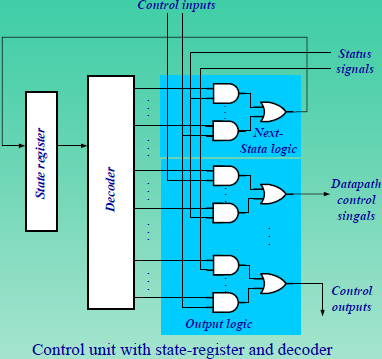 Control inputs
Status
signals
State register
Decoder
Next-
Stata logic
Datapath
control
singals
Control
outputs
Output logic
Control unit with state-register and decoder